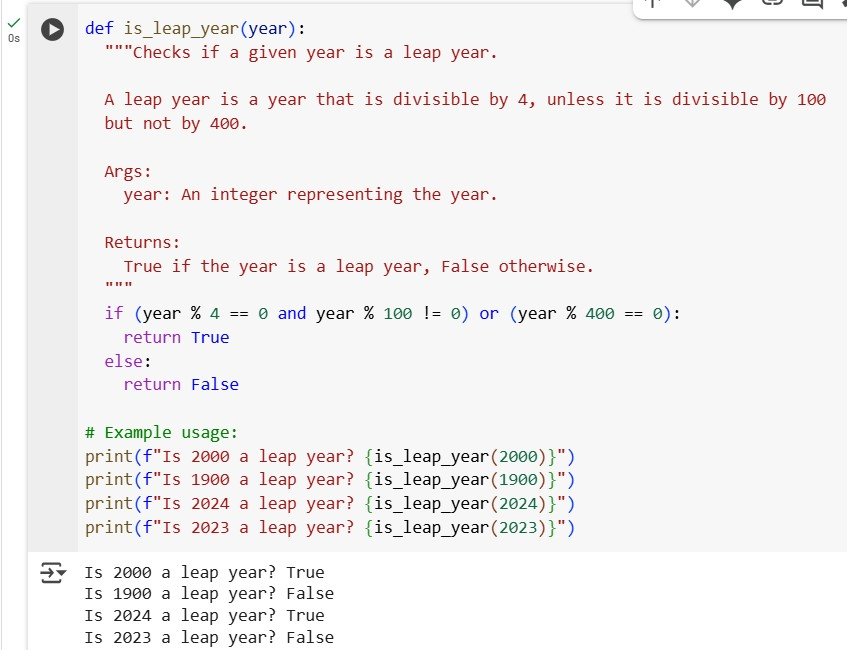 0s
def is_leap_year(year):
  """Checks if a given year is a leap year.

  A leap year is a year that is divisible by 4, unless it is divisible by 100
  but not by 400.

  Args:
    year: An integer representing the year.

  Returns:
    True if the year is a leap year, False otherwise.
  """
  if (year % 4 == 0 and year % 100 != 0) or (year % 400 == 0):
    return True
  else:
    return False

# Example usage:
print(f"Is 2000 a leap year? {is_leap_year(2000)}")
print(f"Is 1900 a leap year? {is_leap_year(1900)}")
print(f"Is 2024 a leap year? {is_leap_year(2024)}")
print(f"Is 2023 a leap year? {is_leap_year(2023)}")
Is 2000 a leap year? True
Is 1900 a leap year? False
Is 2024 a leap year? True
Is 2023 a leap year? False